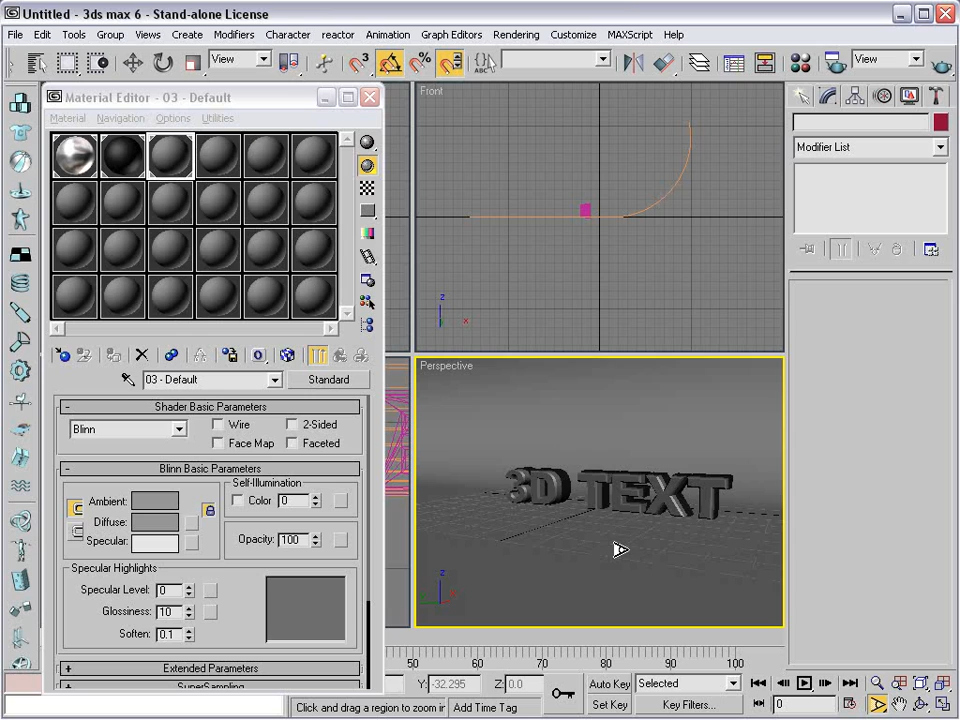 Untitled - 3ds max 6 - Stand-alone License
File Edit Tools Group Views Create Modifiers Character reactor Animation Graph Editors Rendering Customize MAXScript Help
View 3 % ABC View
Material Editor - 03 - Default
Material Navigation Options Utilities
Front
Modifier List
z
x
03 - Default Standard
Shader Basic Parameters
Blinn Wire 2-Sided
Face Map Faceted
Blinn Basic Parameters
Self-Illumination
Color 0
Ambient:
Diffuse:
Specular:
Opacity: 100
Specular Highlights
Specular Level: 0
Glossiness: 10
Soften: 0.1
Extended Parameters
SuperSampling
Perspective
3D TEXT
z
50 60 70 80 90 100
Y: -32.295 Z: 0.0 Auto Key Selected
Click and drag a region to zoom in Add Time Tag Set Key Key Filters... 0